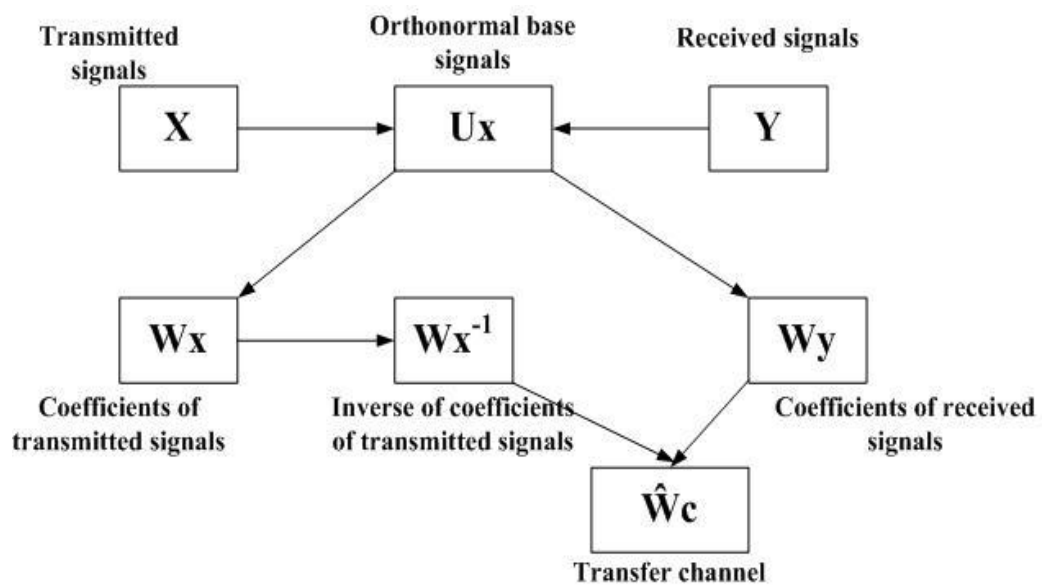 Transmitted
signals
Orthonormal base
signals
Received signals
X
Ux
Y
Wx
Wx⁻¹
Wy
Coefficients of
transmitted signals
Inverse of coefficients
of transmitted signals
Coefficients of received
signals
Ŵc
Transfer channel